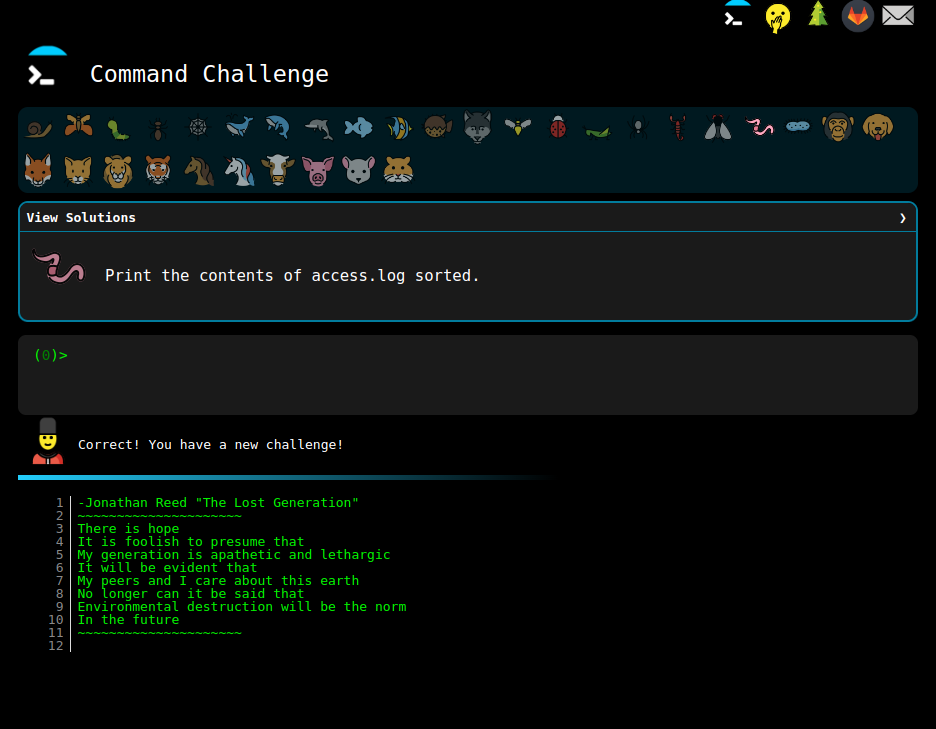 Command Challenge
View Solutions ❯
Print the contents of access.log sorted.
(0)>
Correct! You have a new challenge!
1 -Jonathan Reed "The Lost Generation"
2 ~~~~~~~~~~~~~~~~~~~~~
3 There is hope
4 It is foolish to presume that
5 My generation is apathetic and lethargic
6 It will be evident that
7 My peers and I care about this earth
8 No longer can it be said that
9 Environmental destruction will be the norm
10 In the future
11 ~~~~~~~~~~~~~~~~~~~~~
12